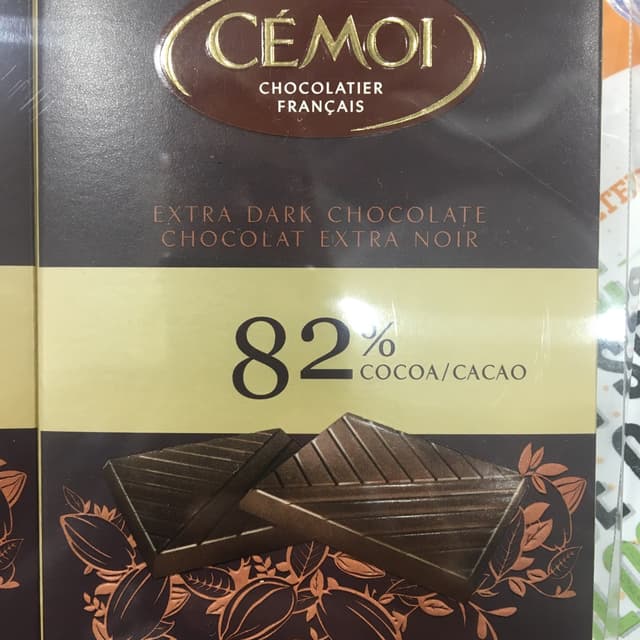 CÉMOI
CHOCOLATIER
FRANÇAIS
EXTRA DARK CHOCOLATE
CHOCOLAT EXTRA NOIR
82%
COCOA/CACAO